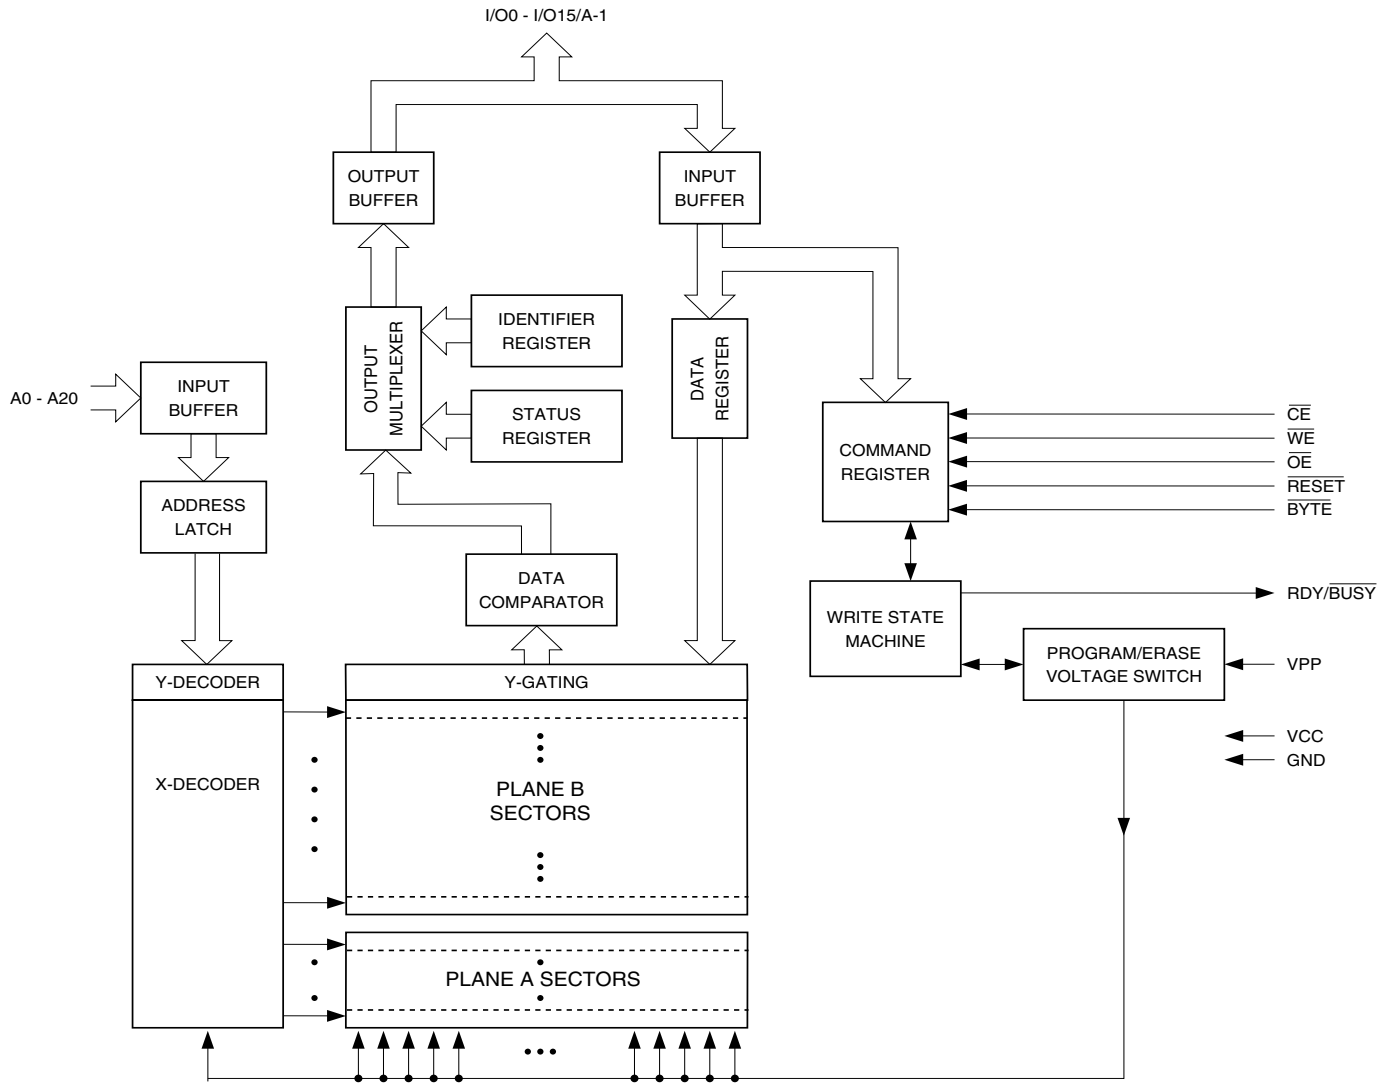 I/O0 - I/O15/A-1
OUTPUT
BUFFER
INPUT
BUFFER
OUTPUT
MULTIPLEXER
IDENTIFIER
REGISTER
STATUS
REGISTER
DATA
REGISTER
A0 - A20
INPUT
BUFFER
ADDRESS
LATCH
COMMAND
REGISTER
CE
WE
OE
RESET
BYTE
DATA
COMPARATOR
WRITE STATE
MACHINE
RDY/BUSY
PROGRAM/ERASE
VOLTAGE SWITCH
VPP
VCC
GND
Y-DECODER
Y-GATING
X-DECODER
PLANE B
SECTORS
PLANE A SECTORS